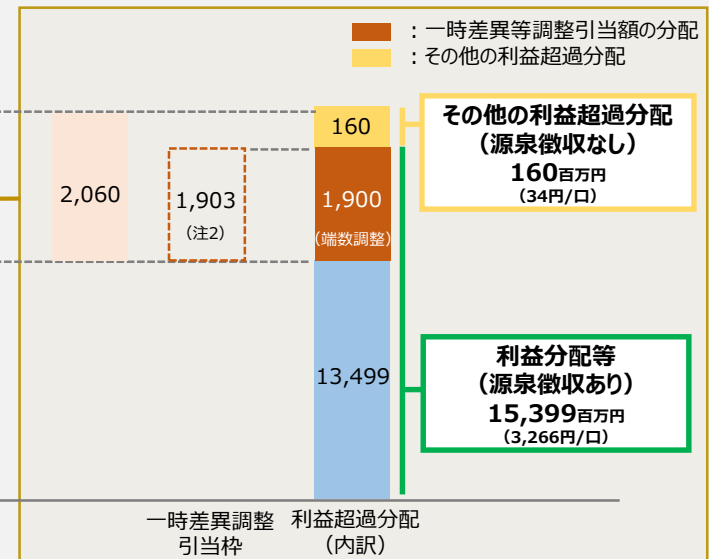 ：一時差異等調整引当額の分配
：その他の利益超過分配
160
2,060
1,903
（注2）
1,900
（端数調整）
13,499
その他の利益超過分配
（源泉徴収なし）
160百万円
（34円/口）
利益分配等
（源泉徴収あり）
15,399百万円
（3,266円/口）
一時差異調整
引当枠
利益超過分配
（内訳）